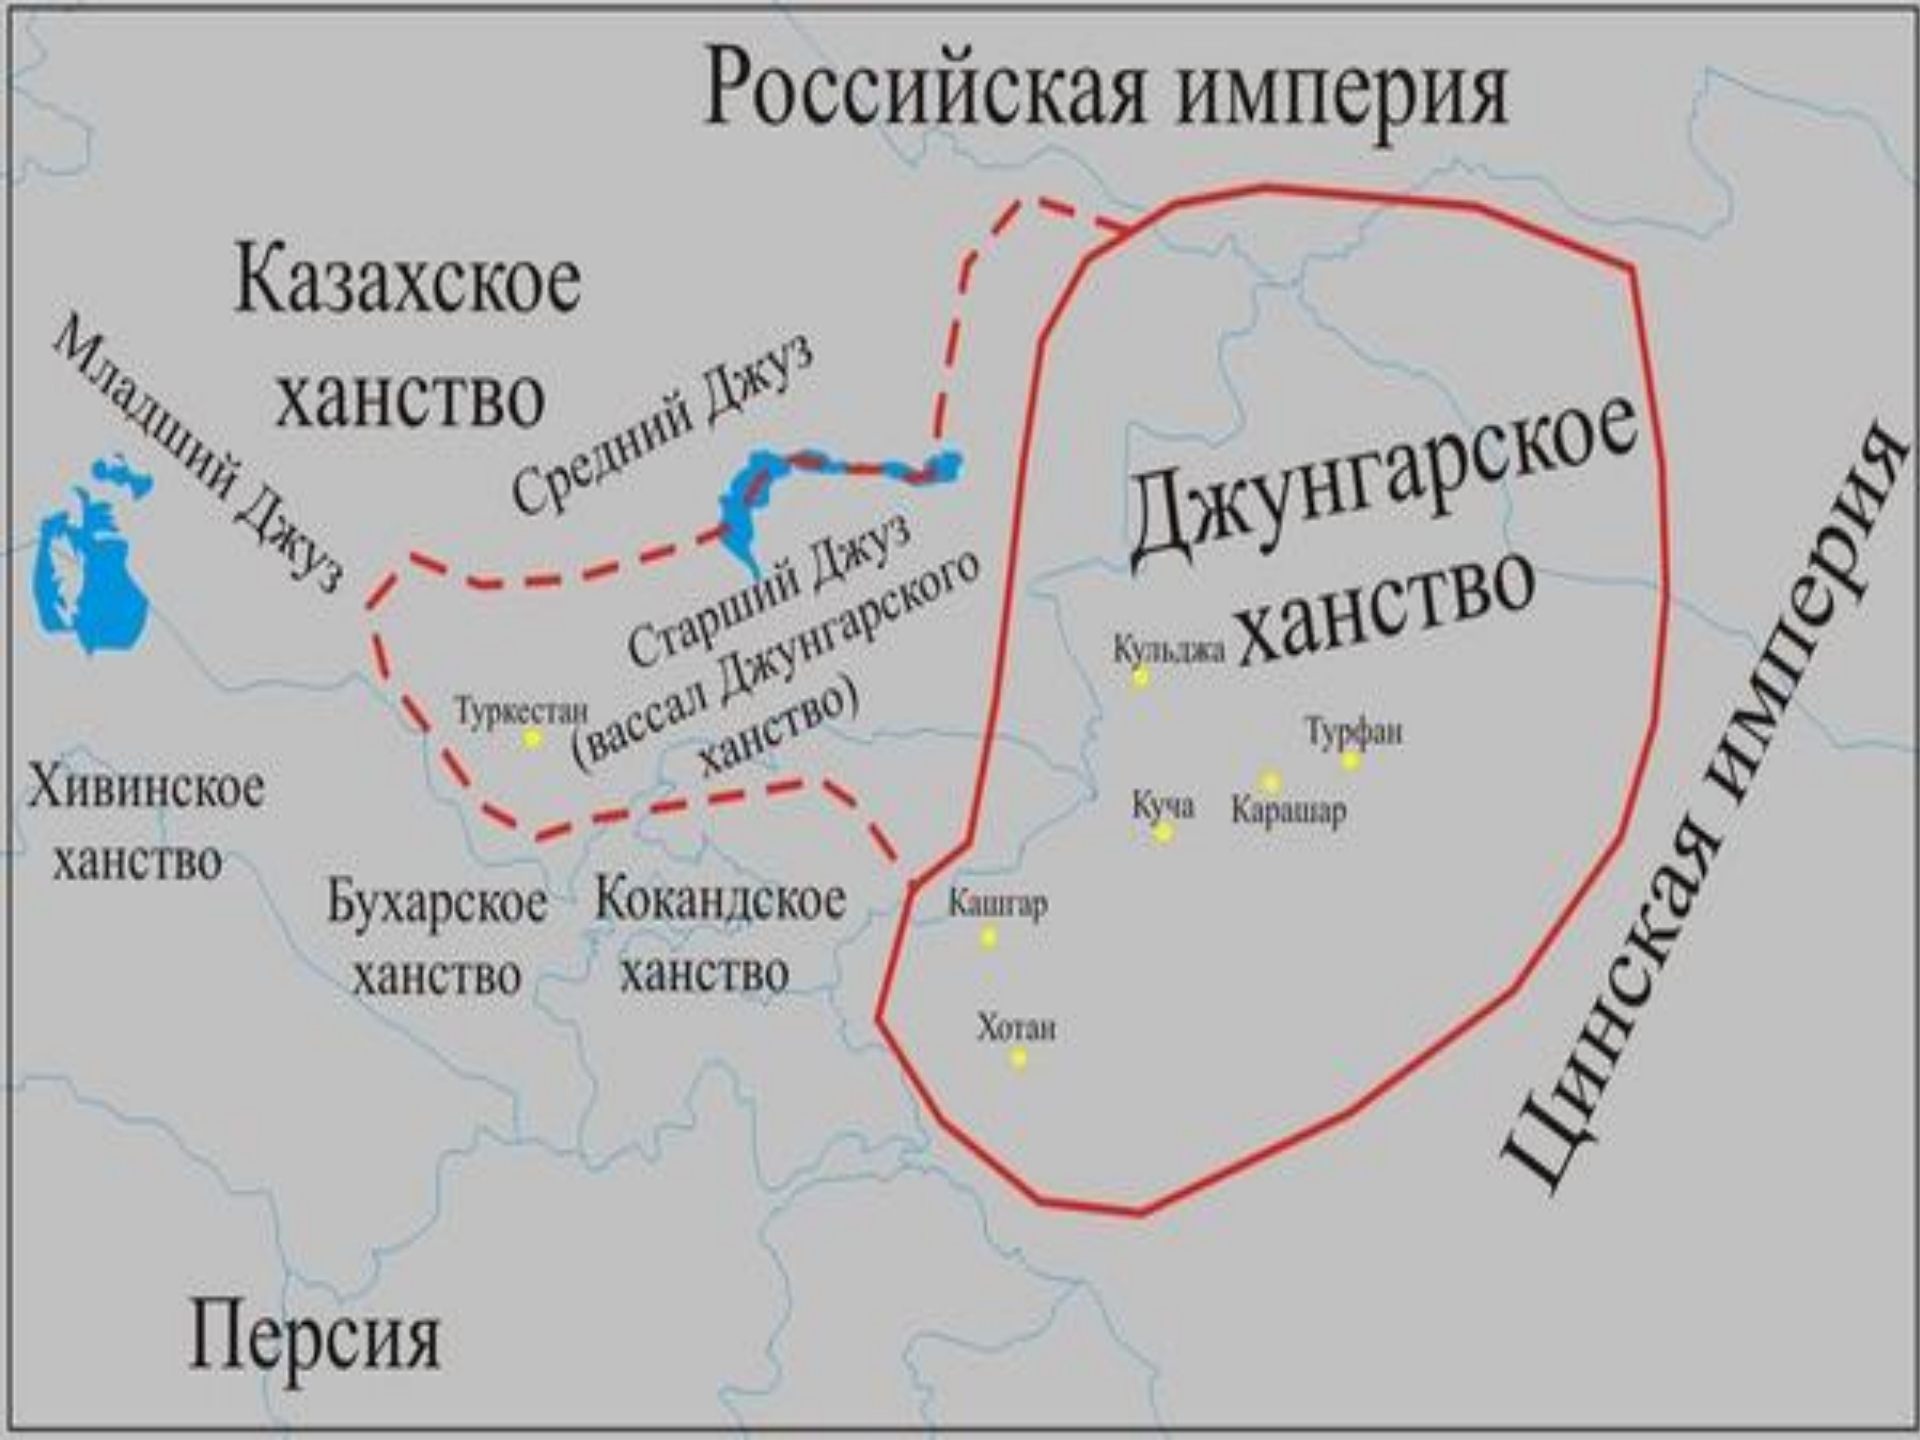 Российская империя
Казахское
ханство
Младший Джуз
Средний Джуз
Старший Джуз
(вассал Джунгарского
ханство)
Джунгарское
ханство
Цинская империя
Кульджа
Туркестан
Турфан
Куча
Карашар
Хивинское
ханство
Бухарское
ханство
Кокандское
ханство
Кашгар
Хотан
Персия